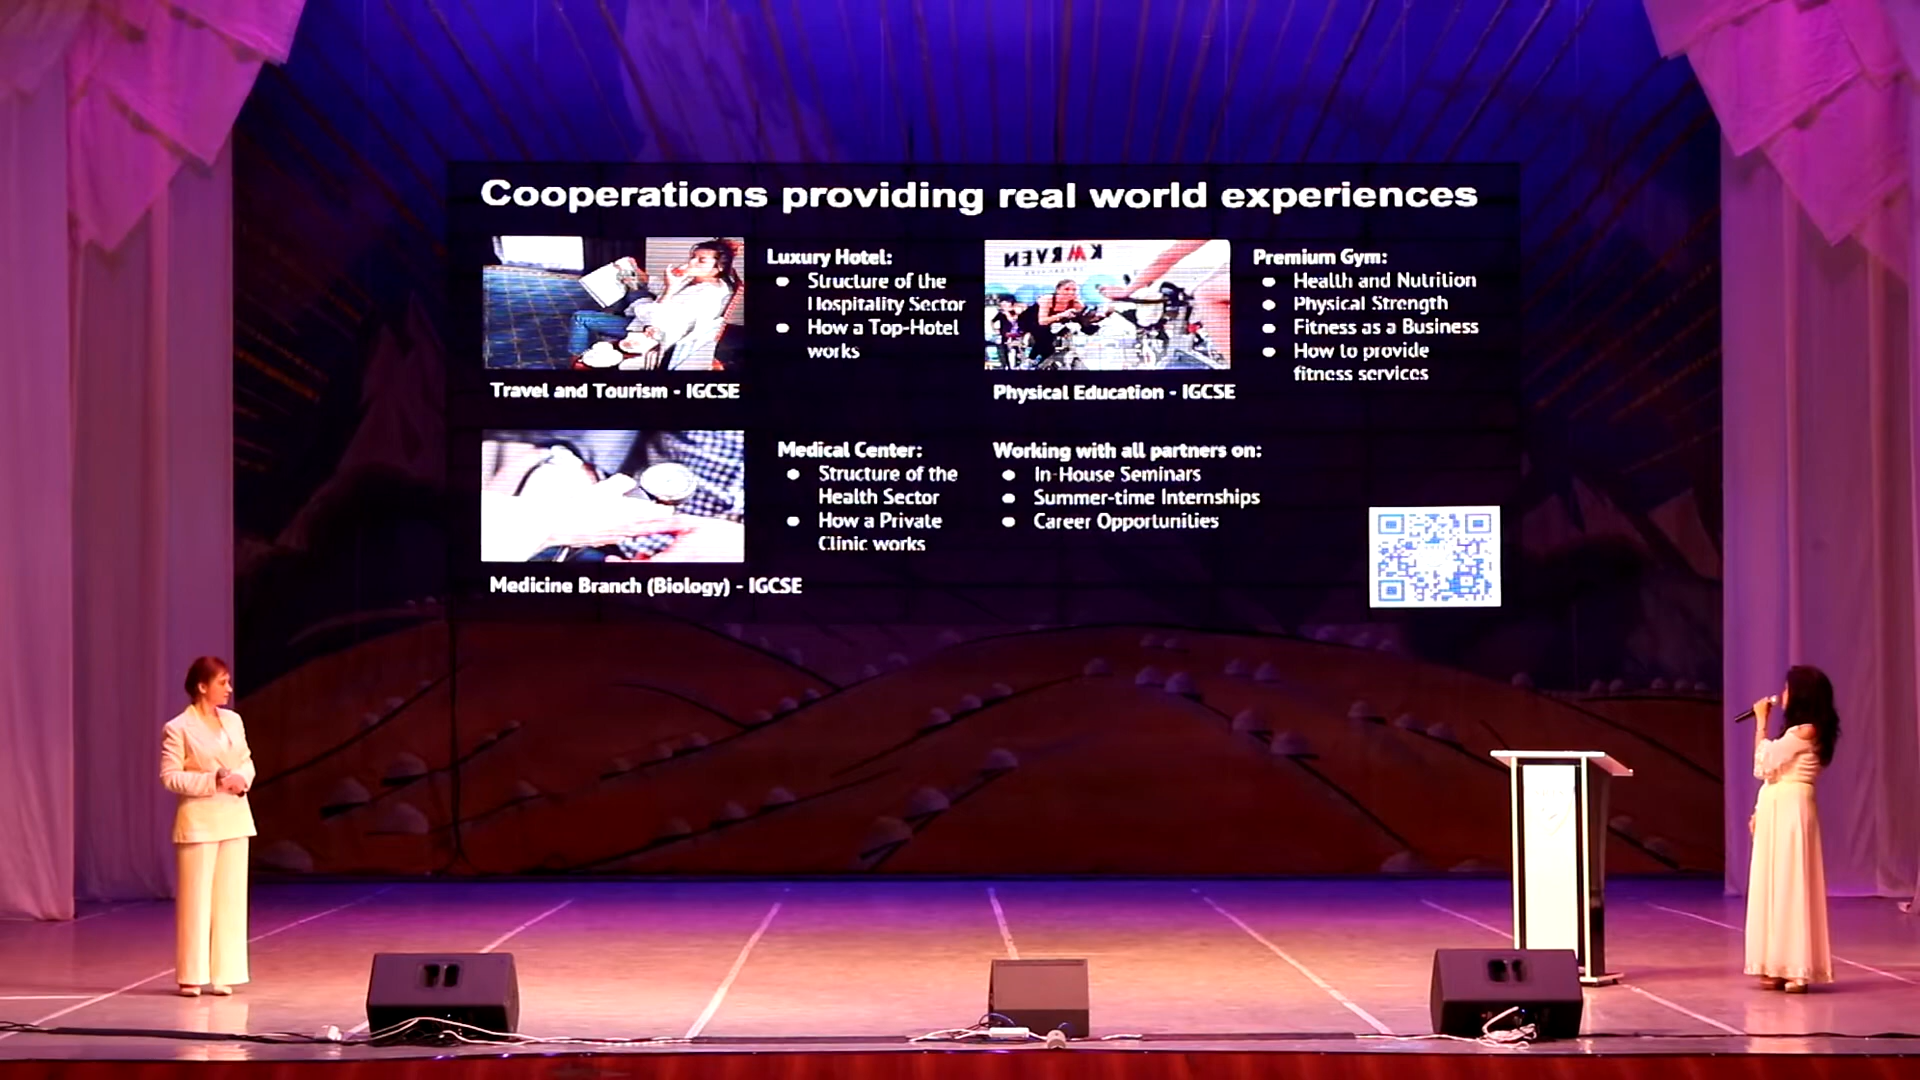 Cooperations providing real world experiences
Luxury Hotel:
Structure of the
Hospitality Sector
How a Top-Hotel
works
Travel and Tourism - IGCSE
Premium Gym:
Health and Nutrition
Physical Strength
Fitness as a Business
How to provide
fitness services
Physical Education - IGCSE
Medical Center:
Structure of the
Health Sector
How a Private
Clinic works
Medicine Branch (Biology) - IGCSE
Working with all partners on:
In-House Seminars
Summer-time Internships
Career Opportunities